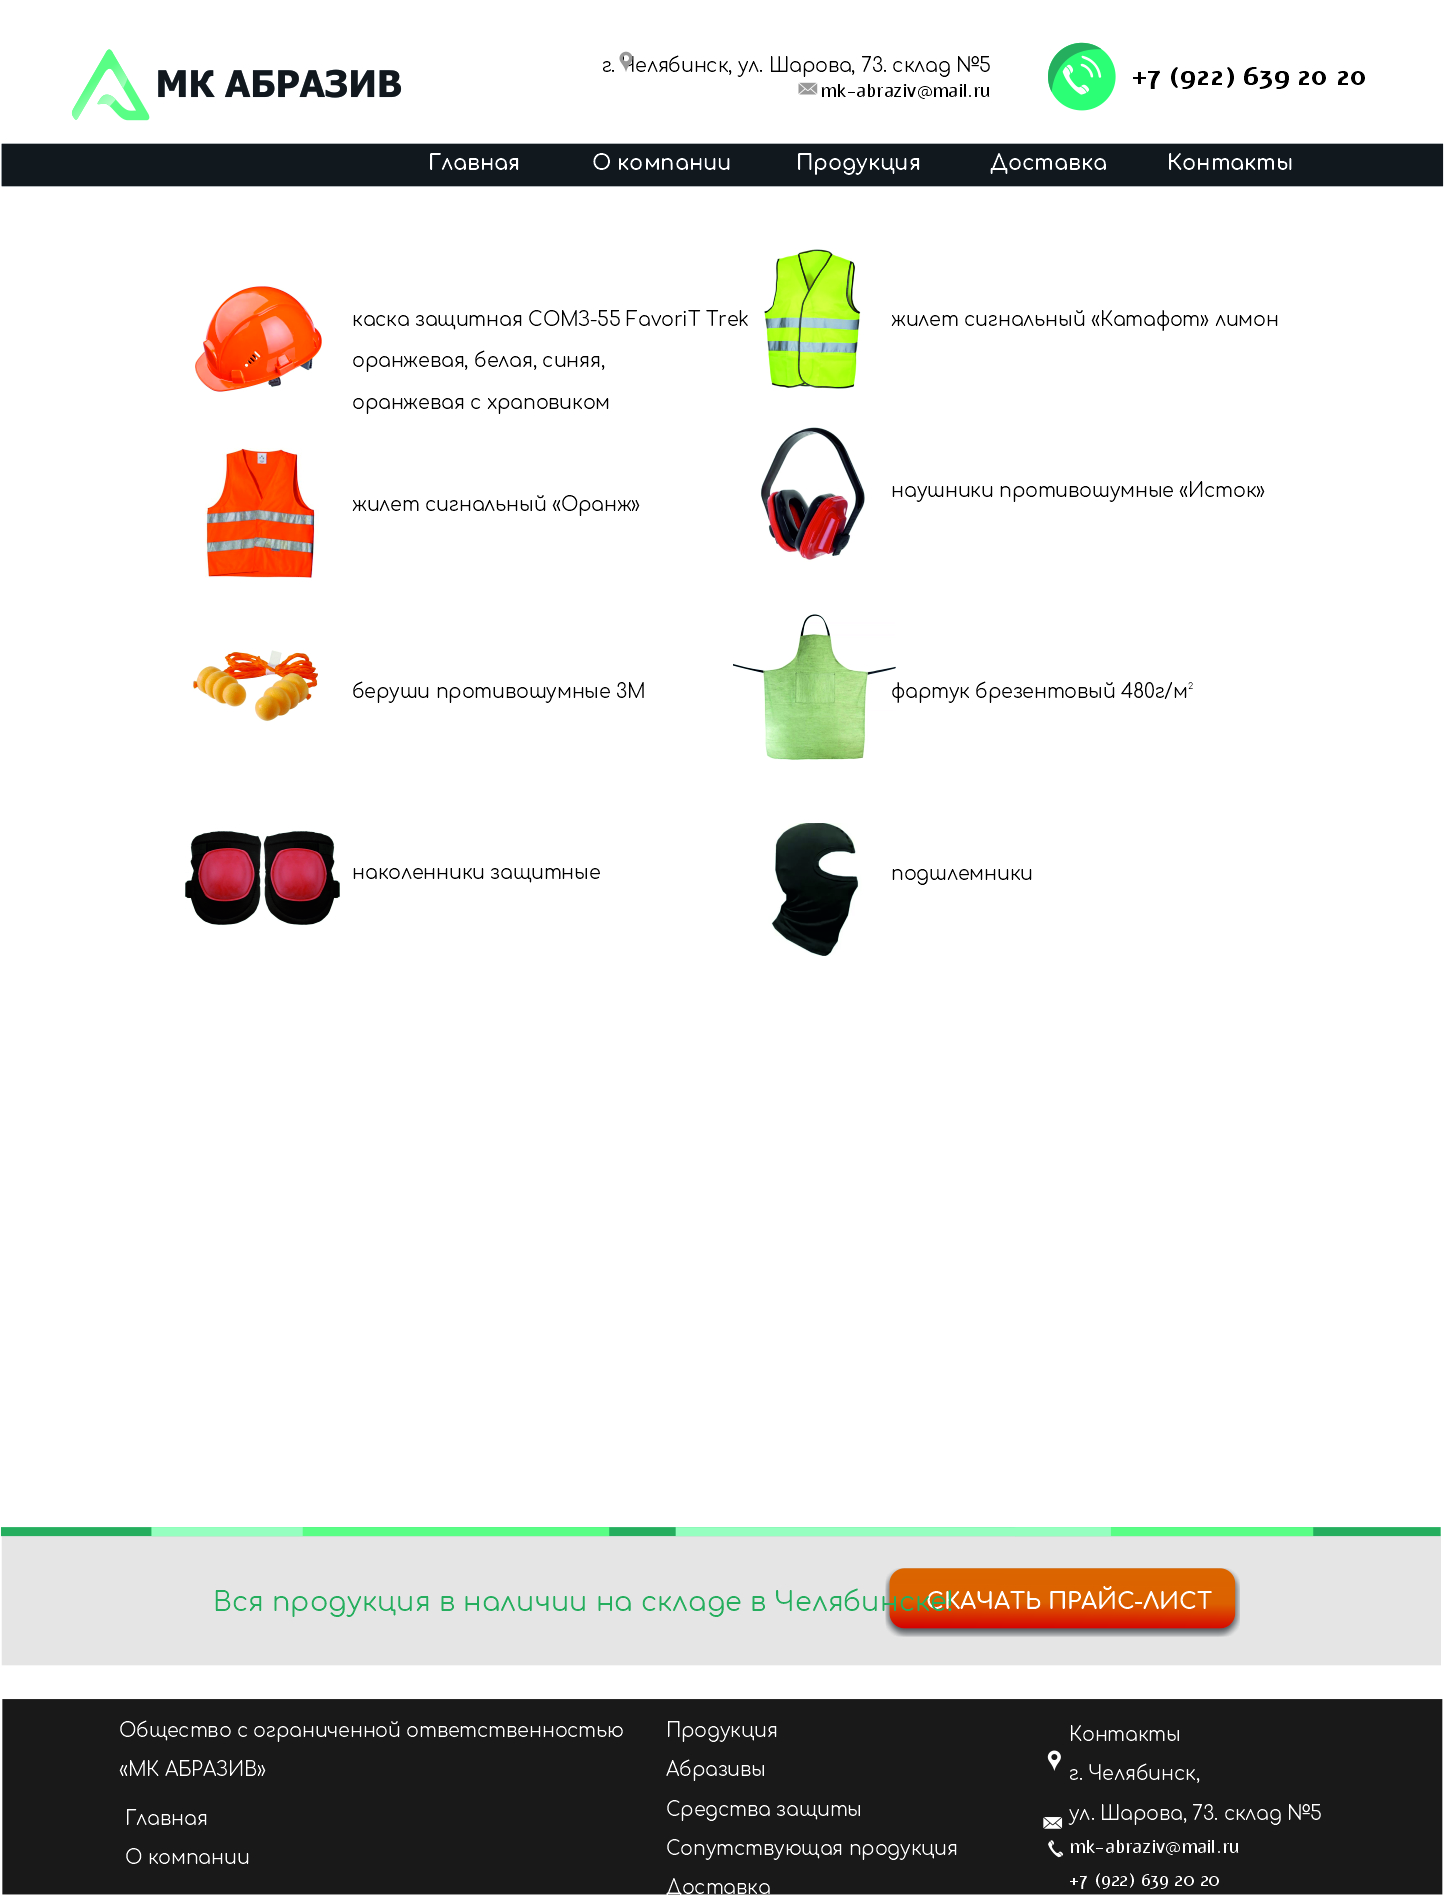 МК АБРАЗИВ
г. Челябинск, ул. Шарова, 73. склад №5
mk-abraziv@mail.ru
+7 (922) 639 20 20
Главная О компании Продукция Доставка Контакты
каска защитная СОМЗ-55 FavoriT Trek
оранжевая, белая, синяя,
оранжевая с храповиком
жилет сигнальный «Катафот» лимон
жилет сигнальный «Оранж»
наушники противошумные «Исток»
беруши противошумные 3М
фартук брезентовый 480г/м²
наколенники защитные
подшлемники
Вся продукция в наличии на складе в Челябинске!
СКАЧАТЬ ПРАЙС-ЛИСТ
Общество с ограниченной ответственностью
«МК АБРАЗИВ»
Главная
О компании
Продукция
Абразивы
Средства защиты
Сопутствующая продукция
Доставка
Контакты
г. Челябинск,
ул. Шарова, 73. склад №5
mk-abraziv@mail.ru
+7 (922) 639 20 20